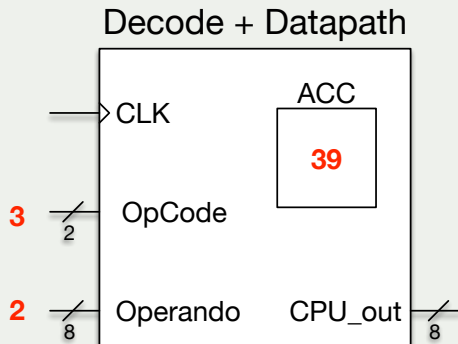 Decode + Datapath
ACC
CLK
39
3
2
OpCode
2
8
Operando
CPU_out
8